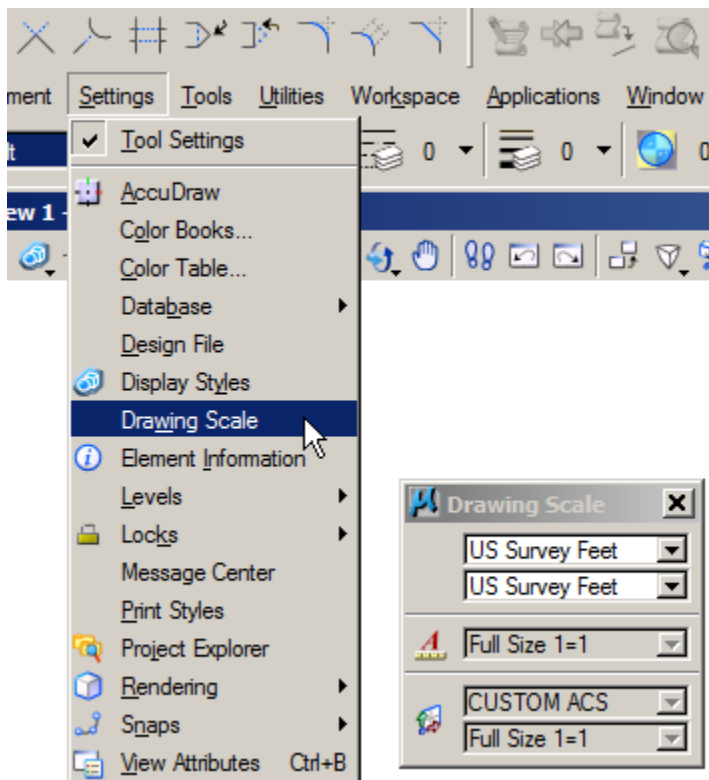 ment Settings Tools Utilities Workspace Applications Window
Tool Settings
0 0 0
ew 1 -
AccuDraw
Color Books...
Color Table...
Database
Design File
Display Styles
Drawing Scale
Element Information
Levels
Locks
Message Center
Print Styles
Project Explorer
Rendering
Snaps
View Attributes Ctrl+B
Drawing Scale
US Survey Feet
US Survey Feet
Full Size 1=1
CUSTOM ACS
Full Size 1=1